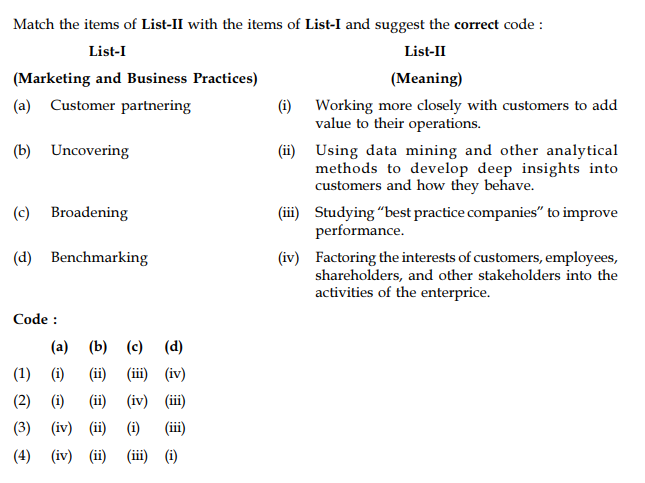 Match the items of List-II with the items of List-I and suggest the correct code :
List-I List-II
(Marketing and Business Practices) (Meaning)
(a) Customer partnering (i) Working more closely with customers to add
value to their operations.
(b) Uncovering (ii) Using data mining and other analytical
methods to develop deep insights into
customers and how they behave.
(c) Broadening (iii) Studying “best practice companies” to improve
performance.
(d) Benchmarking (iv) Factoring the interests of customers, employees,
shareholders, and other stakeholders into the
activities of the enterprice.
Code :
(a) (b) (c) (d)
(1) (i) (ii) (iii) (iv)
(2) (i) (ii) (iv) (iii)
(3) (iv) (ii) (i) (iii)
(4) (iv) (ii) (iii) (i)